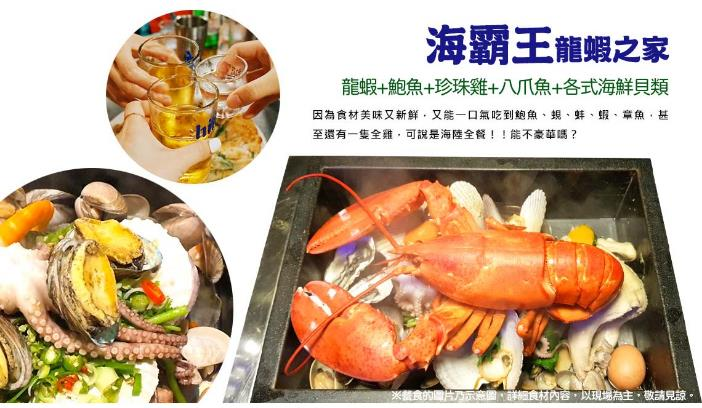 海霸王龍蝦之家
龍蝦+鮑魚+珍珠雞+八爪魚+各式海鮮貝類
因為食材美味又新鮮，又能一口氣吃到鮑魚、蜆、蚌、蝦、章魚，甚
至還有一隻全雞，可說是海陸全餐！！能不豪華嗎？
※餐食的圖片乃示意圖，詳細食材內容，以現場為主，敬請見諒。